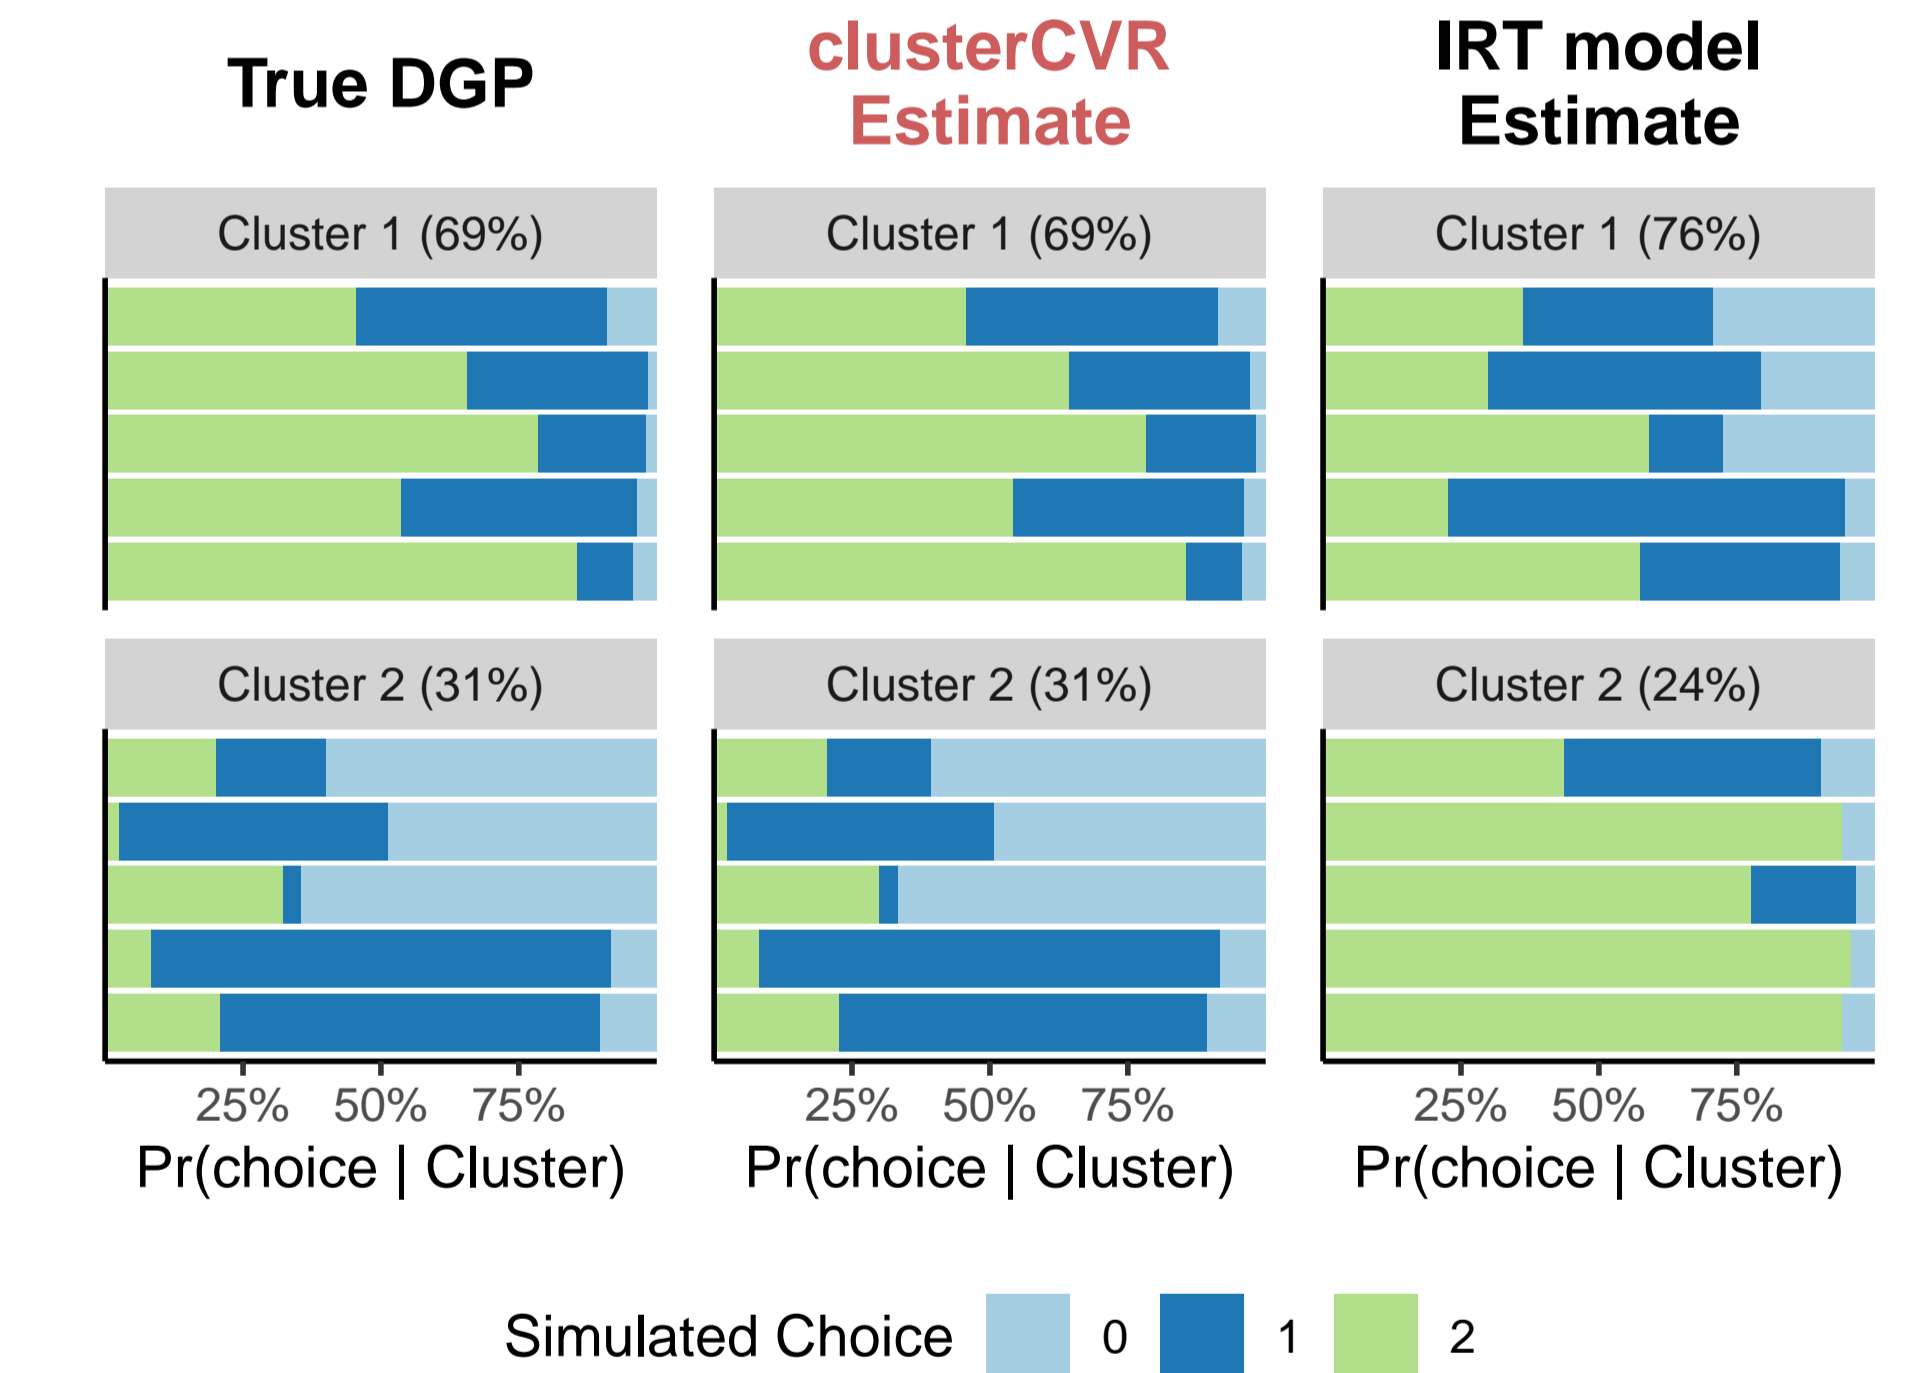 True DGP
clusterCVR
Estimate
IRT model
Estimate
Cluster 1 (69%)
Cluster 1 (69%)
Cluster 1 (76%)
Cluster 2 (31%)
Cluster 2 (31%)
Cluster 2 (24%)
25% 50% 75%
25% 50% 75%
25% 50% 75%
Pr(choice | Cluster)
Pr(choice | Cluster)
Pr(choice | Cluster)
Simulated Choice 0 1 2